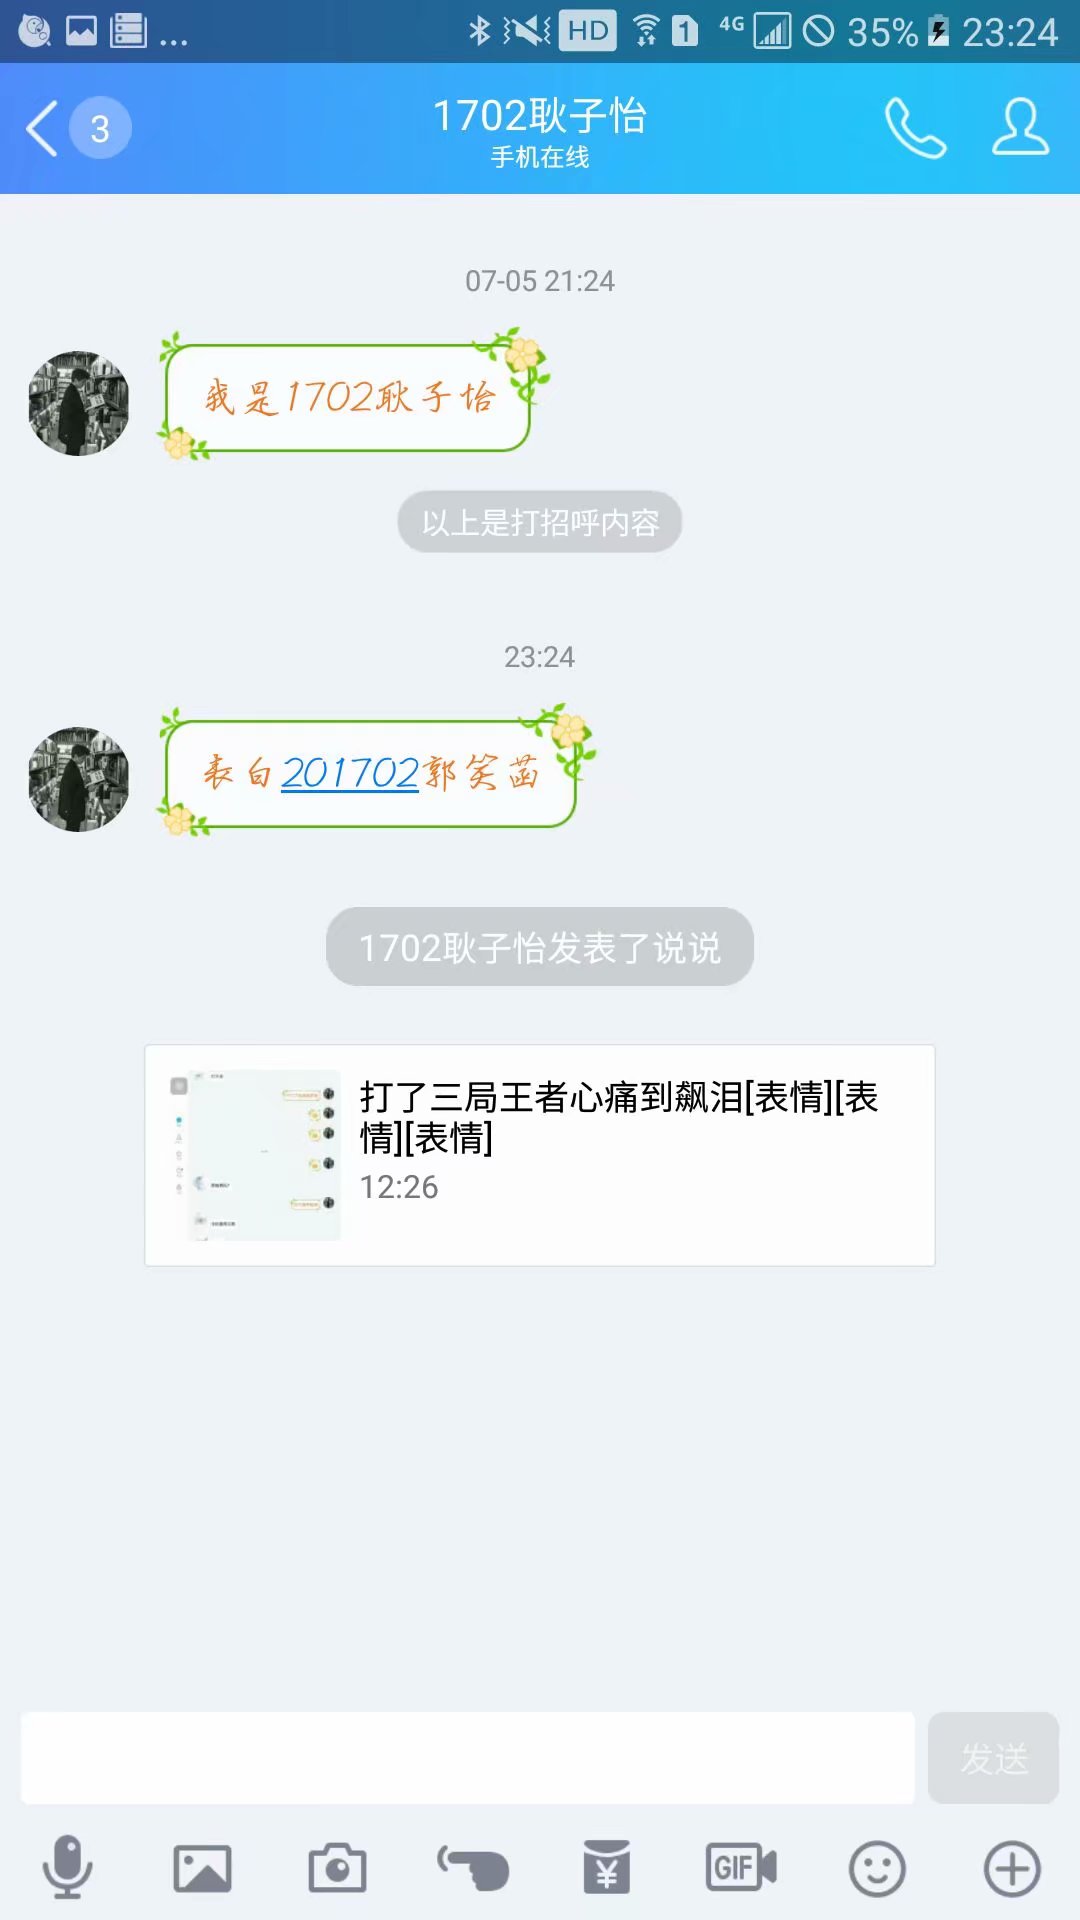 ... HD 1 4G 35% 23:24
3
1702耿子怡
手机在线
07-05 21:24
我是1702耿子怡
以上是打招呼内容
23:24
表白201702郭笑菡
1702耿子怡发表了说说
打了三局王者心痛到飙泪[表情][表
情][表情]
12:26
发送
GIF